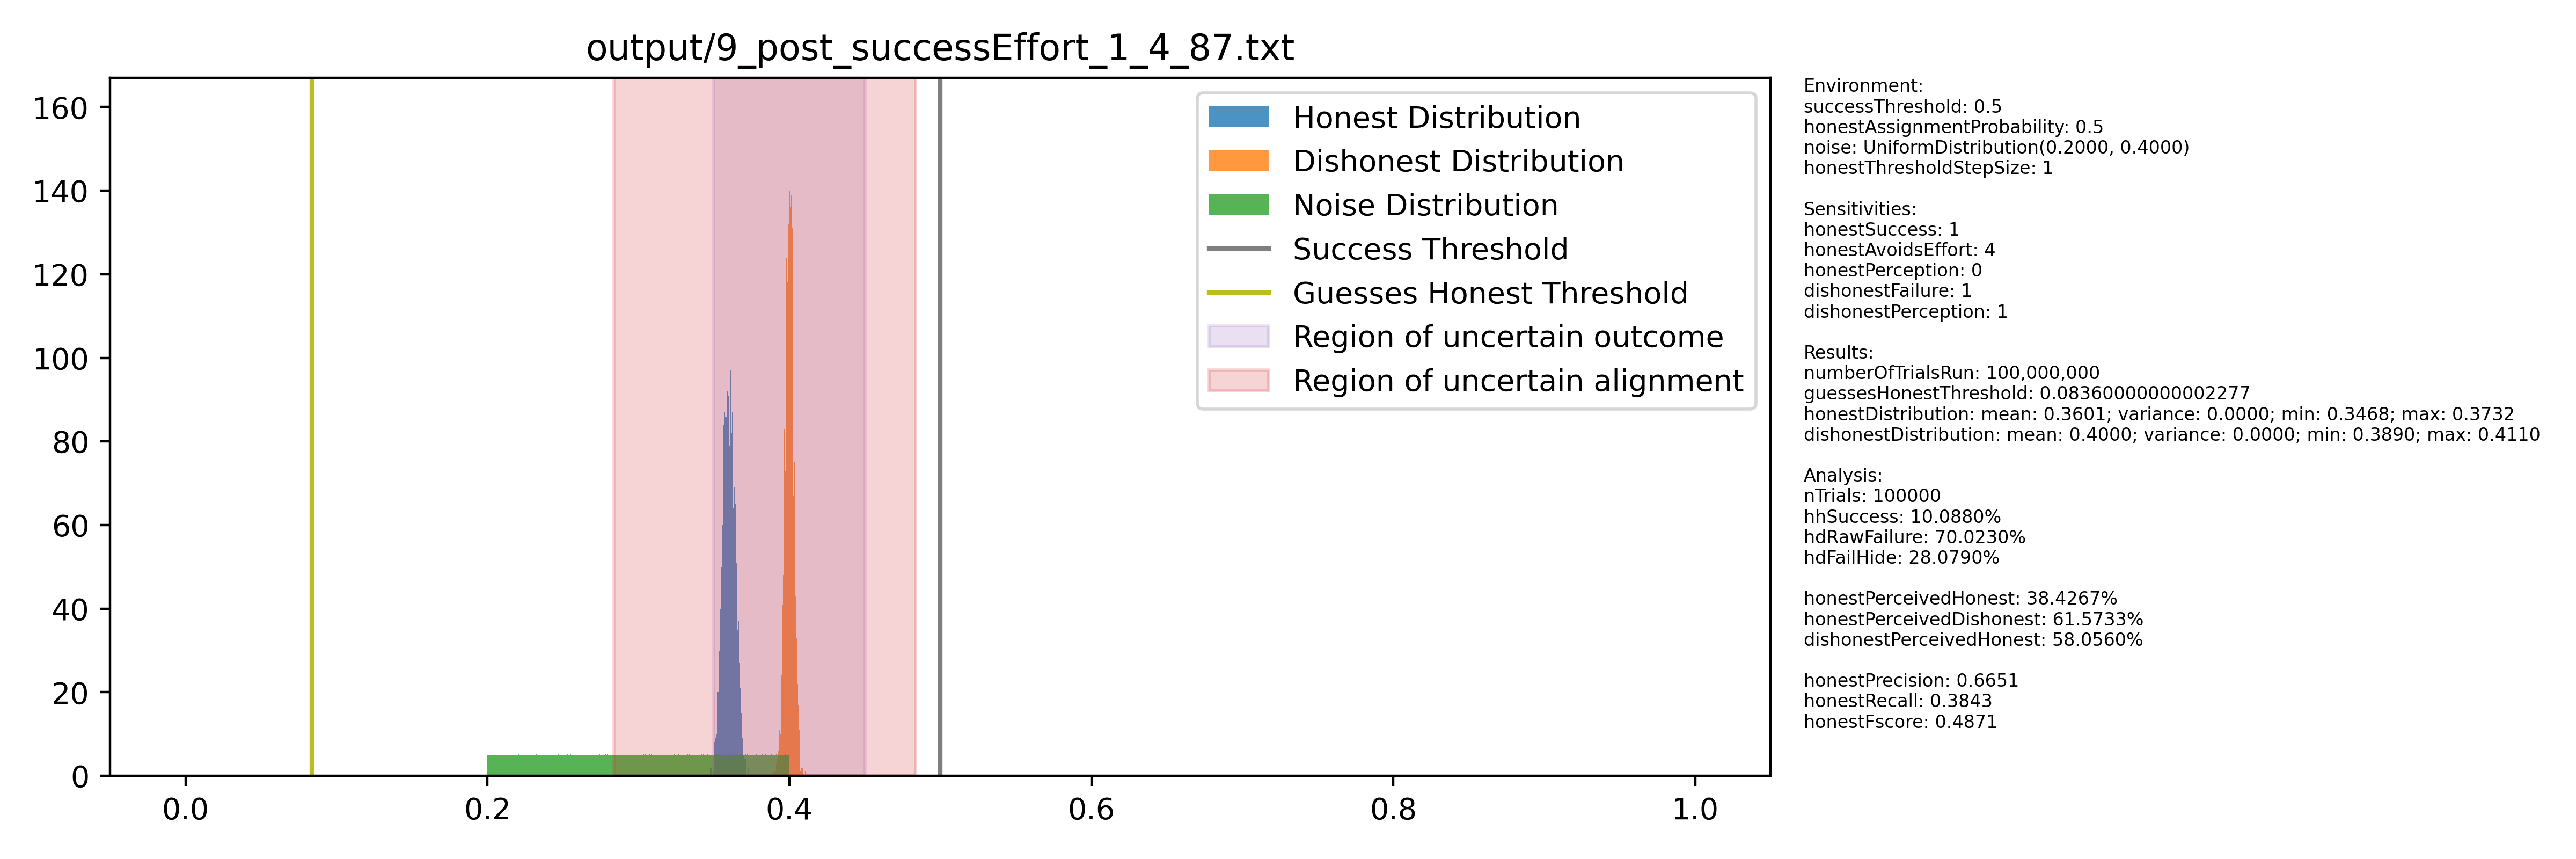 output/9_post_successEffort_1_4_87.txt
160
140
120
100
80
60
40
20
0
0.0
0.2
0.4
0.6
0.8
1.0
Honest Distribution
Dishonest Distribution
Noise Distribution
Success Threshold
Guesses Honest Threshold
Region of uncertain outcome
Region of uncertain alignment
Environment:
successThreshold: 0.5
honestAssignmentProbability: 0.5
noise: UniformDistribution(0.2000, 0.4000)
honestThresholdStepSize: 1
Sensitivities:
honestSuccess: 1
honestAvoidsEffort: 4
honestPerception: 0
dishonestFailure: 1
dishonestPerception: 1
Results:
numberOfTrialsRun: 100,000,000
guessesHonestThreshold: 0.08360000000002277
honestDistribution: mean: 0.3601; variance: 0.0000; min: 0.3468; max: 0.3732
dishonestDistribution: mean: 0.4000; variance: 0.0000; min: 0.3890; max: 0.4110
Analysis:
nTrials: 100000
hhSuccess: 10.0880%
hdRawFailure: 70.0230%
hdFailHide: 28.0790%
honestPerceivedHonest: 38.4267%
honestPerceivedDishonest: 61.5733%
dishonestPerceivedHonest: 58.0560%
honestPrecision: 0.6651
honestRecall: 0.3843
honestFscore: 0.4871